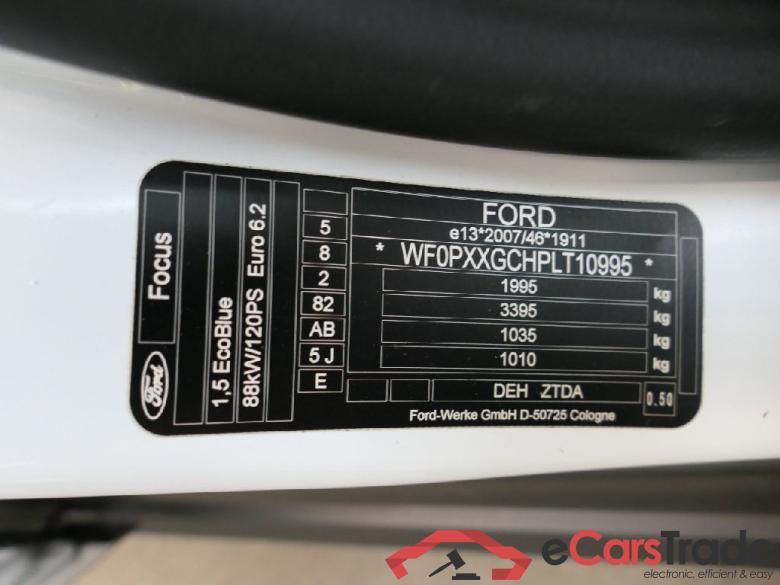 Ford
Focus
1,5 EcoBlue
88kW/120PS Euro 6.2
5
8
2
82
AB
5 J
E
FORD
e13*2007/46*1911
* WF0PXXGCHPLT10995 *
1995 kg
3395 kg
1035 kg
1010 kg
DEH ZTDA
0.50
Ford-Werke GmbH D-50725 Cologne
eCarsTrade
electronic, efficient & easy